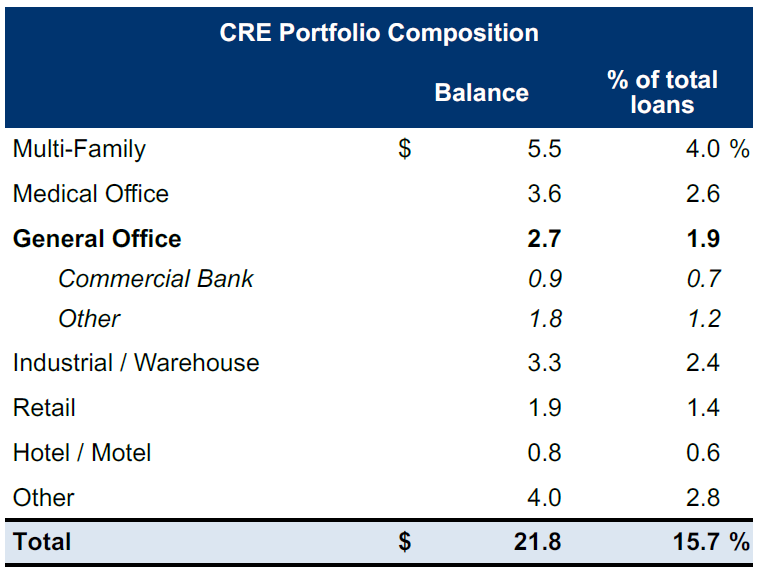 CRE Portfolio Composition
Balance % of total
loans
Multi-Family $ 5.5 4.0 %
Medical Office 3.6 2.6
General Office 2.7 1.9
Commercial Bank 0.9 0.7
Other 1.8 1.2
Industrial / Warehouse 3.3 2.4
Retail 1.9 1.4
Hotel / Motel 0.8 0.6
Other 4.0 2.8
Total $ 21.8 15.7 %